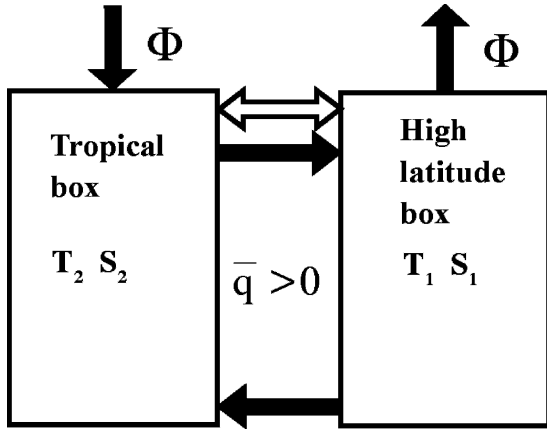 Φ
Φ
Tropical
box
T₂ S₂
q̄ >0
High
latitude
box
T₁ S₁